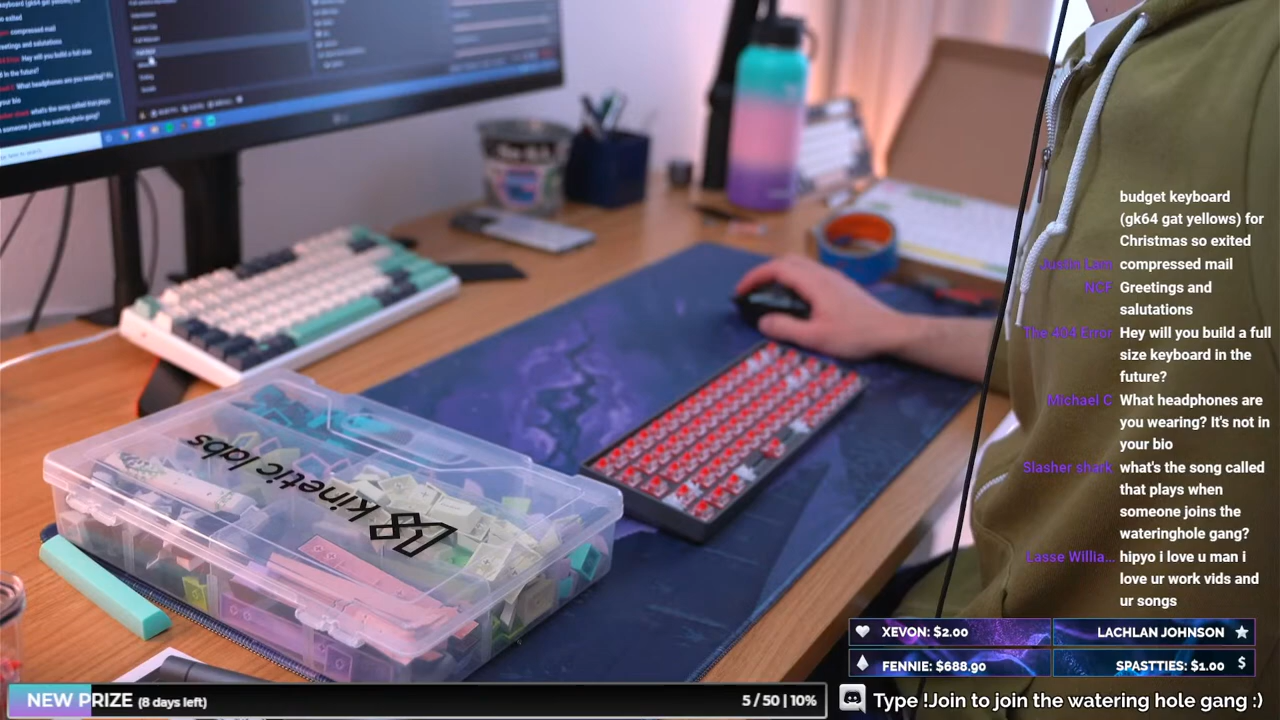 budget keyboard
(gk64 gat yellows) for
Christmas so exited
Justin Lam compressed mail
NCF Greetings and
salutations
The 404 Error Hey will you build a full
size keyboard in the
future?
Michael C What headphones are
you wearing? It's not in
your bio
Slasher shark what's the song called
that plays when
someone joins the
wateringhole gang?
Lasse Willia... hipyo i love u man i
love ur work vids and
ur songs
kinetic labs
XEVON: $2.00
LACHLAN JOHNSON
FENNIE: $688.90
SPASTTIES: $1.00
NEW PRIZE (8 days left)
5 / 50 | 10%
Type !Join to join the watering hole gang :)